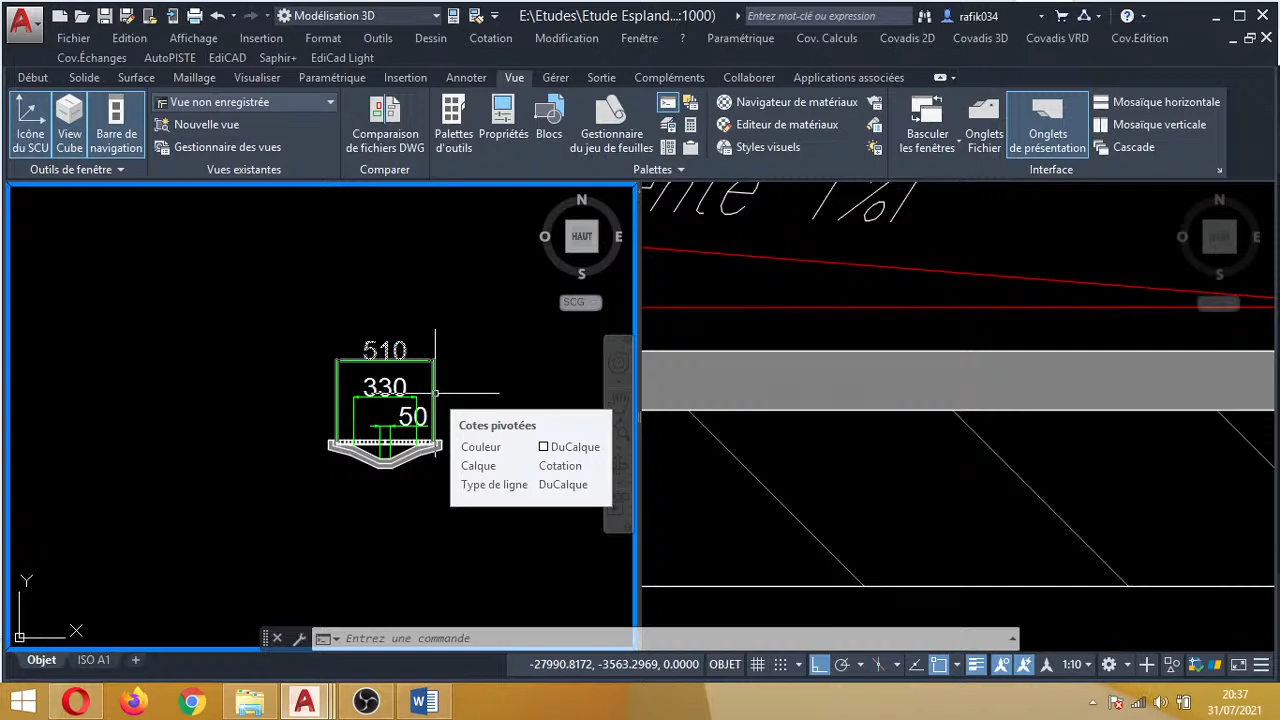 Modélisation 3D
E:\Etudes\Etude Espland...:1000)
Entrez mot-clé ou expression
rafik034
Fichier Edition Affichage Insertion Format Outils Dessin Cotation Modification Fenêtre ? Paramétrique Cov. Calculs Covadis 2D Covadis 3D Covadis VRD Cov.Edition
Cov.Échanges AutoPISTE EdiCAD Saphir+ EdiCad Light
Début Solide Surface Maillage Visualiser Paramétrique Insertion Annoter Vue Gérer Sortie Compléments Collaborer Applications associées
Icône du SCU
View Cube
Barre de navigation
Outils de fenêtre
Vue non enregistrée
Nouvelle vue
Gestionnaire des vues
Vues existantes
Comparaison de fichiers DWG
Comparer
Palettes d'outils
Propriétés
Blocs
Gestionnaire du jeu de feuilles
Navigateur de matériaux
Editeur de matériaux
Styles visuels
Palettes
Basculer les fenêtres
Onglets Fichier
Onglets de présentation
Mosaïque horizontale
Mosaïque verticale
Cascade
Interface
N
O HAUT E
S
SCG
510
330
50
Cotes pivotées
Couleur DuCalque
Calque Cotation
Type de ligne DuCalque
Y
X
1%
N
O E
S
Entrez une commande
Objet ISO A1 +
-27990.8172, -3563.2969, 0.0000 OBJET
1:10
20:37
31/07/2021